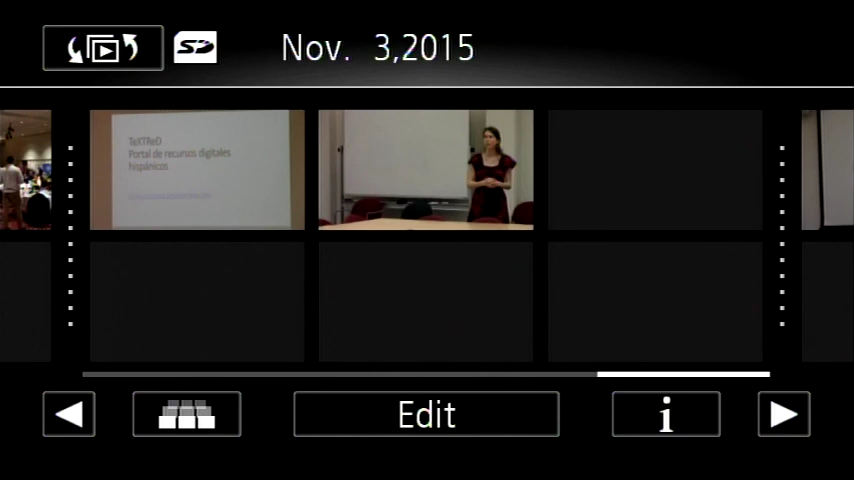 SD
Nov. 3,2015
TeXTReD
Portal de recursos digitales
hispánicos
Edit
i